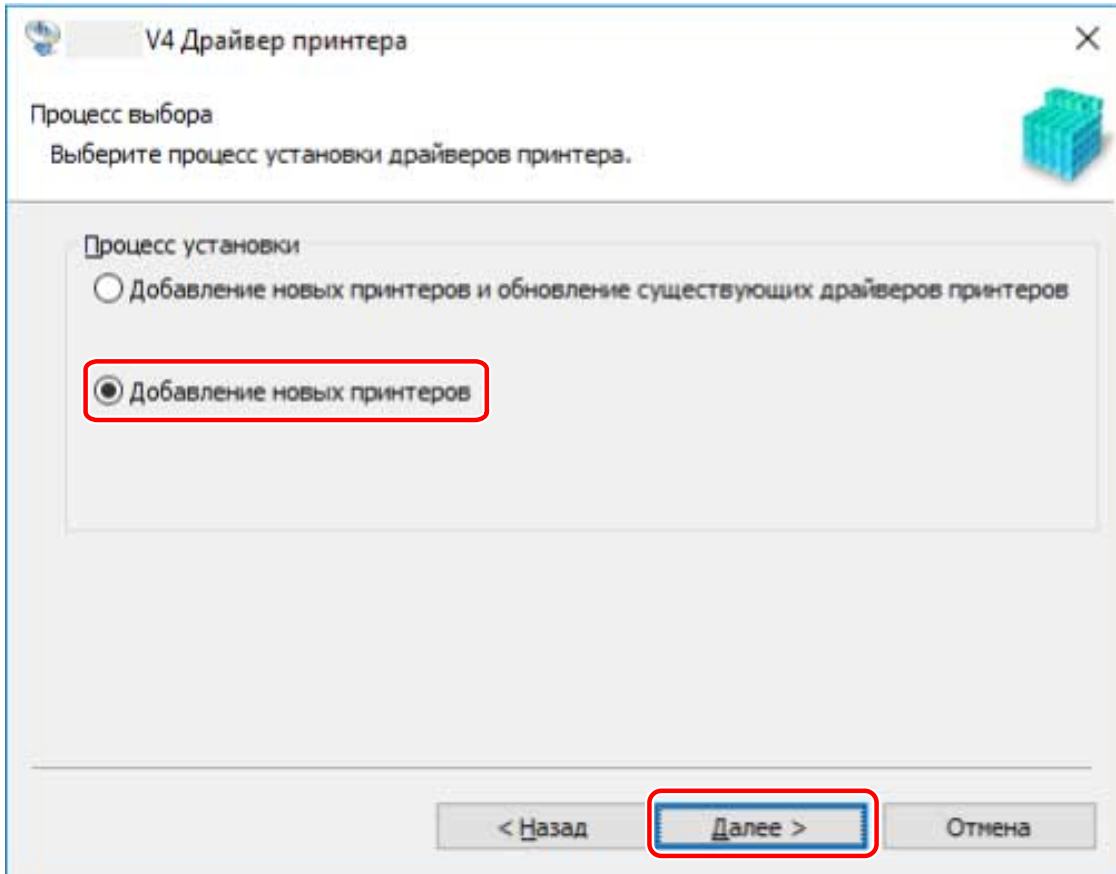 V4 Драйвер принтера
Процесс выбора
Выберите процесс установки драйверов принтера.
Процесс установки
Добавление новых принтеров и обновление существующих драйверов принтеров
Добавление новых принтеров
< Назад Далее > Отмена